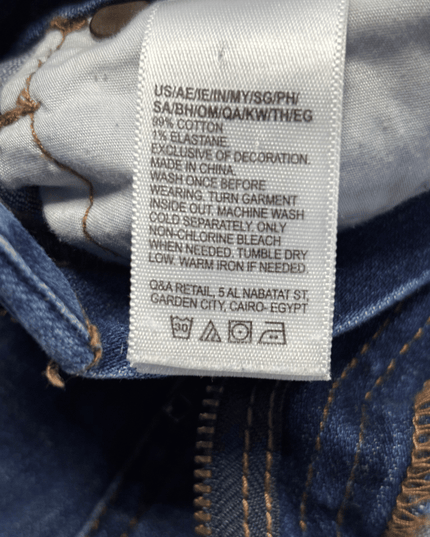 US/AE/IE/IN/MY/SG/PH/
SA/BH/OM/QA/KW/TH/EG
99% COTTON
1% ELASTANE.
EXCLUSIVE OF DECORATION.
MADE IN CHINA.
WASH ONCE BEFORE
WEARING. TURN GARMENT
INSIDE OUT. MACHINE WASH
COLD SEPARATELY. ONLY
NON-CHLORINE BLEACH
WHEN NEEDED. TUMBLE DRY
LOW. WARM IRON IF NEEDED.
Q&A RETAIL, 5 AL NABATAT ST,
GARDEN CITY, CAIRO- EGYPT
30